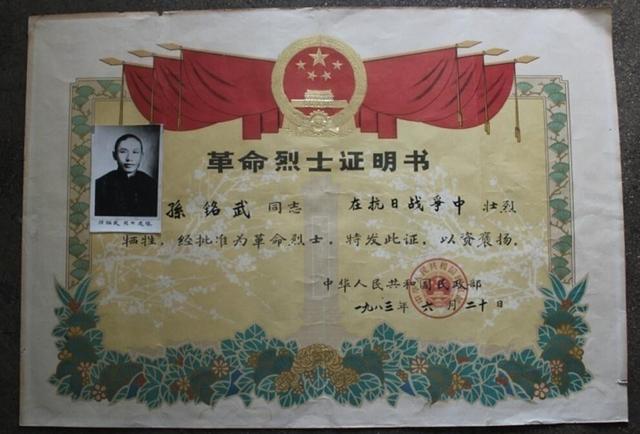 革命烈士证明书
孫铭武 同志 在抗日战争中 壮烈
牺牲，经批准为革命烈士。特发此证，以资褒扬。
中华人民共和国民政部
一九八三年六月二十日